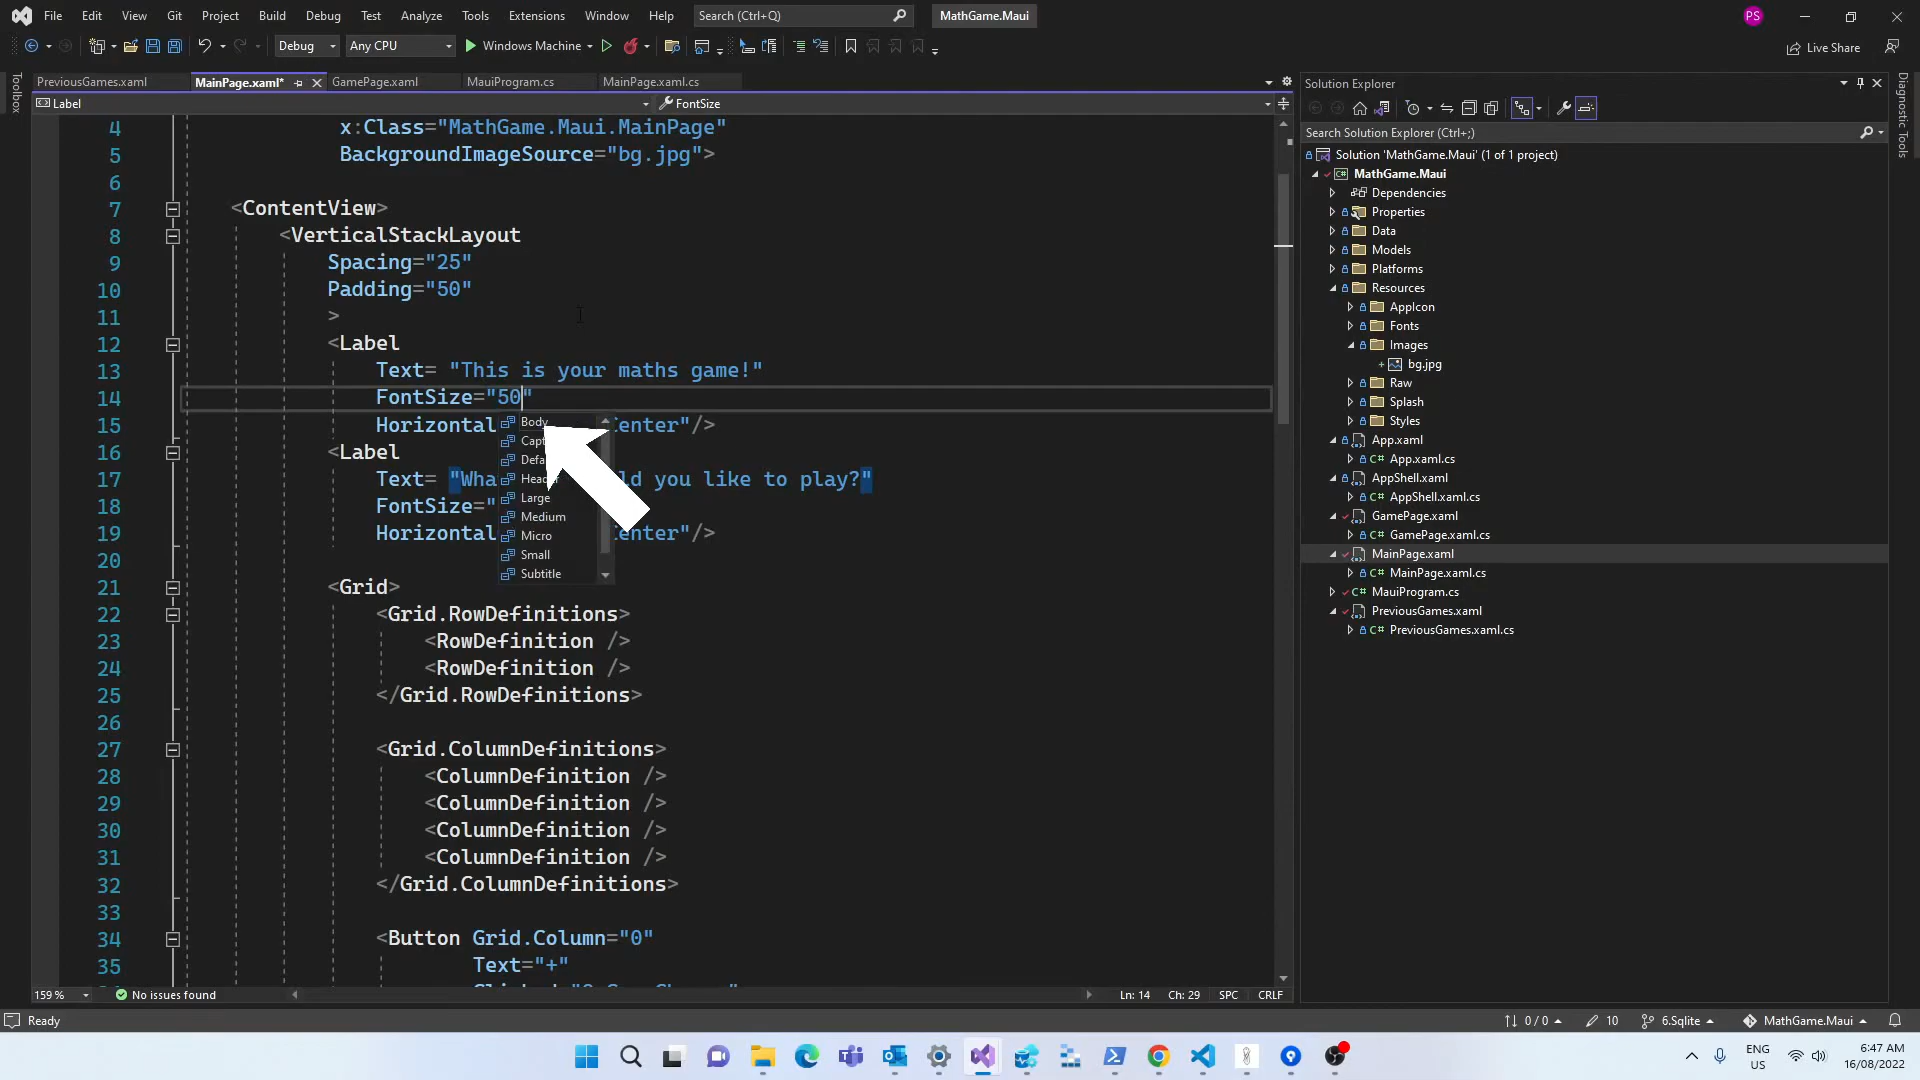 File Edit View Git Project Build Debug Test Analyze Tools Extensions Window Help Search (Ctrl+Q) MathGame.Maui PS
Debug Any CPU Windows Machine Live Share
Toolbox
PreviousGames.xaml MainPage.xaml* GamePage.xaml MauiProgram.cs MainPage.xaml.cs
Label FontSize
4 x:Class="MathGame.Maui.MainPage"
5 BackgroundImageSource="bg.jpg">
6
7 <ContentView>
8 <VerticalStackLayout
9 Spacing="25"
10 Padding="50"
11 >
12 <Label
13 Text= "This is your maths game!"
14 FontSize="50"
15 Horizontal enter"/>
16 <Label
17 Text= "Wha ld you like to play?"
18 FontSize="
19 Horizontal enter"/>
20
21 <Grid>
22 <Grid.RowDefinitions>
23 <RowDefinition />
24 <RowDefinition />
25 </Grid.RowDefinitions>
26
27 <Grid.ColumnDefinitions>
28 <ColumnDefinition />
29 <ColumnDefinition />
30 <ColumnDefinition />
31 <ColumnDefinition />
32 </Grid.ColumnDefinitions>
33
34 <Button Grid.Column="0"
35 Text="+"
Body
Capt
Defa
Heade
Large
Medium
Micro
Small
Subtitle
159 % No issues found Ln: 14 Ch: 29 SPC CRLF
Solution Explorer
Search Solution Explorer (Ctrl+;)
Solution 'MathGame.Maui' (1 of 1 project)
MathGame.Maui
Dependencies
Properties
Data
Models
Platforms
Resources
AppIcon
Fonts
Images
bg.jpg
Raw
Splash
Styles
App.xaml
C# App.xaml.cs
AppShell.xaml
C# AppShell.xaml.cs
GamePage.xaml
C# GamePage.xaml.cs
MainPage.xaml
C# MainPage.xaml.cs
C# MauiProgram.cs
PreviousGames.xaml
C# PreviousGames.xaml.cs
Diagnostic Tools
Ready 0 / 0 10 6.Sqlite MathGame.Maui
ENG
US
6:47 AM
16/08/2022